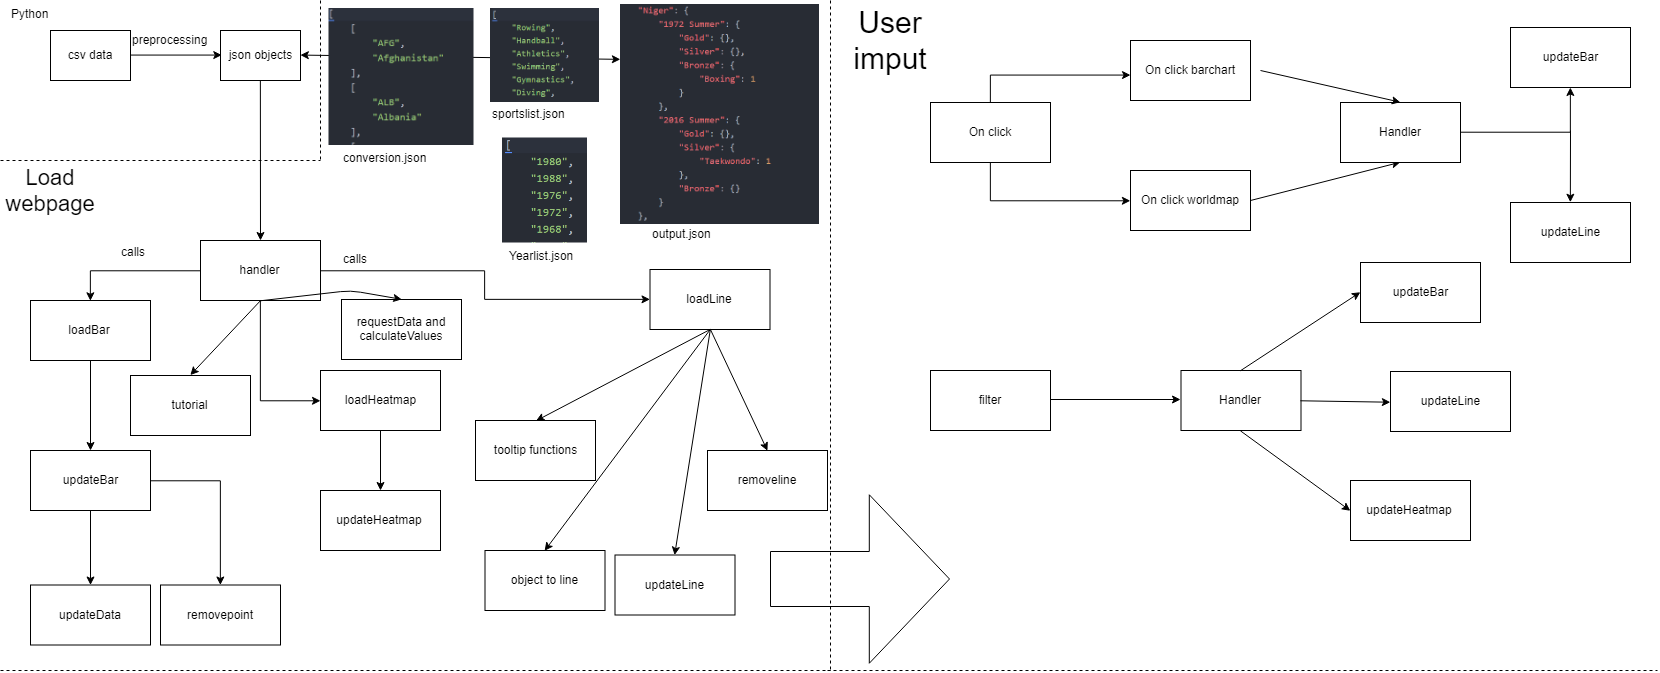 Python
csv data
preprocessing
json objects
[
[
"AFG",
"Afghanistan"
],
[
"ALB",
"Albania"
],
conversion.json
[
"Rowing",
"Handball",
"Athletics",
"Swimming",
"Gymnastics",
"Diving",
sportslist.json
[
"1980",
"1988",
"1976",
"1972",
"1968",
Yearlist.json
"Niger": {
"1972 Summer": {
"Gold": {},
"Silver": {},
"Bronze": {
"Boxing": 1
}
},
"2016 Summer": {
"Gold": {},
"Silver": {
"Taekwondo": 1
},
"Bronze": {}
}
},
output.json
Load
webpage
calls
handler
calls
loadBar
requestData and
calculateValues
loadLine
tutorial
loadHeatmap
updateBar
updateHeatmap
tooltip functions
removeline
updateData
removepoint
object to line
updateLine
User
imput
On click
On click barchart
On click worldmap
Handler
updateBar
updateLine
filter
Handler
updateBar
updateLine
updateHeatmap